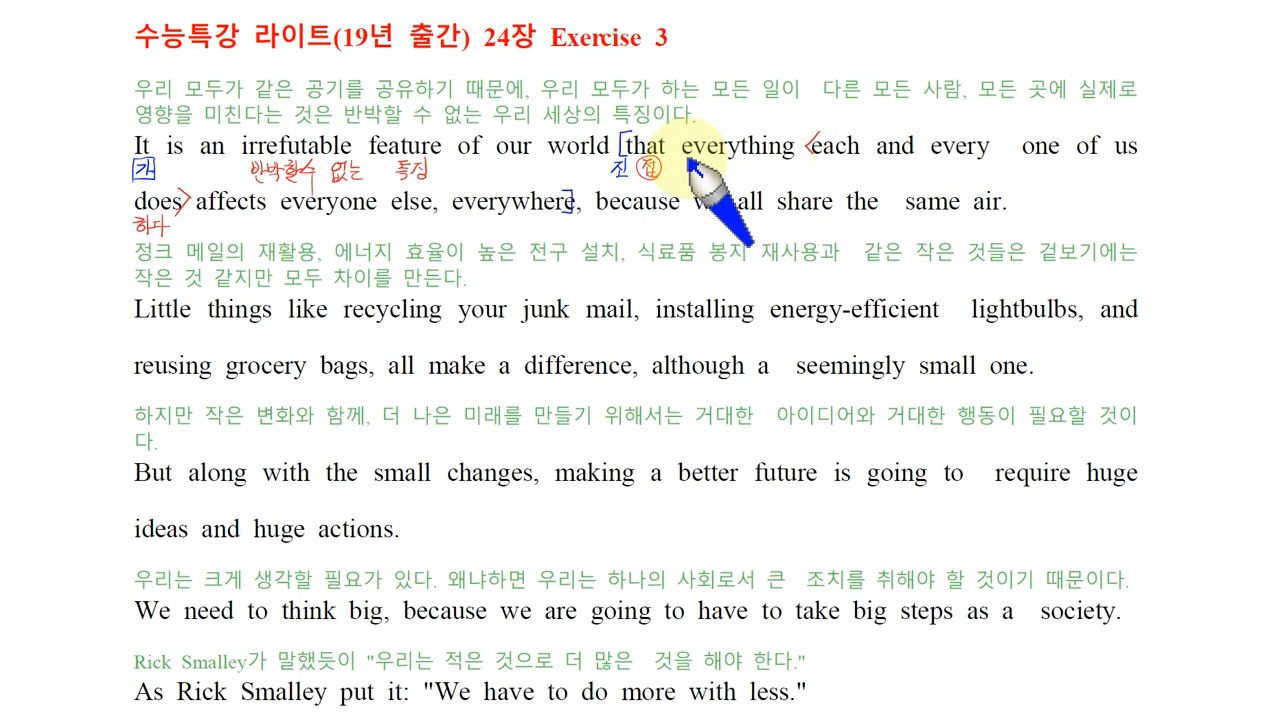 수능특강 라이트(19년 출간) 24장 Exercise 3
우리 모두가 같은 공기를 공유하기 때문에, 우리 모두가 하는 모든 일이 다른 모든 사람, 모든 곳에 실제로
영향을 미친다는 것은 반박할 수 없는 우리 세상의 특징이다.
It is an irrefutable feature of our world [that everything <each and every one of us
가 반박할수 없는 특징 진 접
does> affects everyone else, everywhere], because all share the same air.
하다
정크 메일의 재활용, 에너지 효율이 높은 전구 설치, 식료품 봉지 재사용과 같은 작은 것들은 겉보기에는
작은 것 같지만 모두 차이를 만든다.
Little things like recycling your junk mail, installing energy-efficient lightbulbs, and
reusing grocery bags, all make a difference, although a seemingly small one.
하지만 작은 변화와 함께, 더 나은 미래를 만들기 위해서는 거대한 아이디어와 거대한 행동이 필요할 것이
다.
But along with the small changes, making a better future is going to require huge
ideas and huge actions.
우리는 크게 생각할 필요가 있다. 왜냐하면 우리는 하나의 사회로서 큰 조치를 취해야 할 것이기 때문이다.
We need to think big, because we are going to have to take big steps as a society.
Rick Smalley가 말했듯이 "우리는 적은 것으로 더 많은 것을 해야 한다."
As Rick Smalley put it: "We have to do more with less."